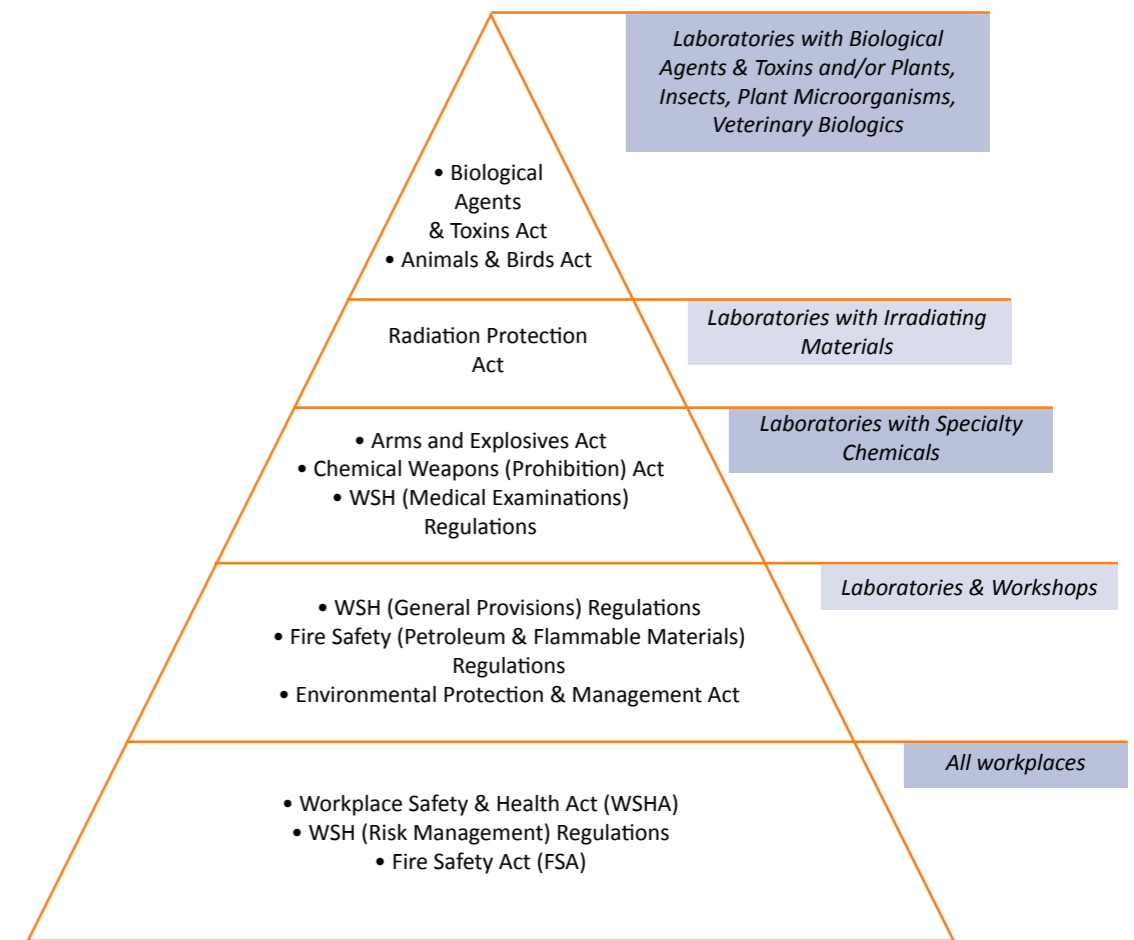 Laboratories with Biological
Agents & Toxins and/or Plants,
Insects, Plant Microorganisms,
Veterinary Biologics
• Biological
Agents
& Toxins Act
• Animals & Birds Act
Laboratories with Irradiating
Materials
Radiation Protection
Act
Laboratories with Specialty
Chemicals
• Arms and Explosives Act
• Chemical Weapons (Prohibition) Act
• WSH (Medical Examinations)
Regulations
Laboratories & Workshops
• WSH (General Provisions) Regulations
• Fire Safety (Petroleum & Flammable Materials)
Regulations
• Environmental Protection & Management Act
All workplaces
• Workplace Safety & Health Act (WSHA)
• WSH (Risk Management) Regulations
• Fire Safety Act (FSA)